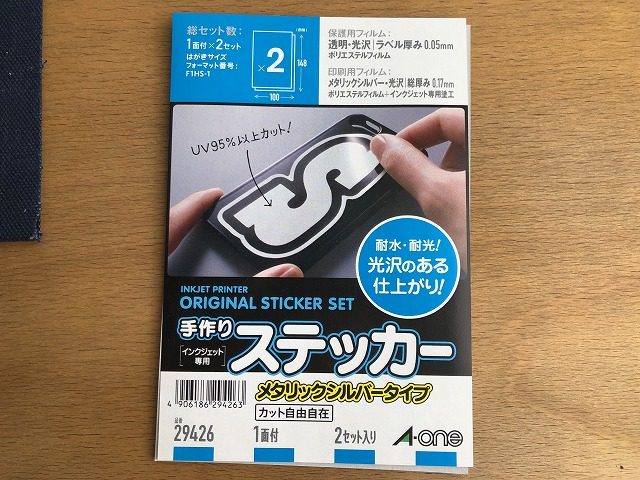 総セット数：
1面付×2セット
はがきサイズ
フォーマット番号：
F1HS-1
×2
148
100
保護用フィルム：
透明・光沢｜ラベル厚み0.05mm
ポリエステルフィルム
印刷用フィルム：
メタリックシルバー・光沢｜総厚み0.17mm
ポリエステルフィルム＋インクジェット専用塗工
UV95%以上カット！
S
耐水・耐光！
光沢のある
仕上がり！
INKJET PRINTER
ORIGINAL STICKER SET
手作り
ステッカー
インクジェット
専用
メタリックシルバータイプ
カット自由自在
4 906186 294263
品番
29426
1面付
2セット入り
A-one